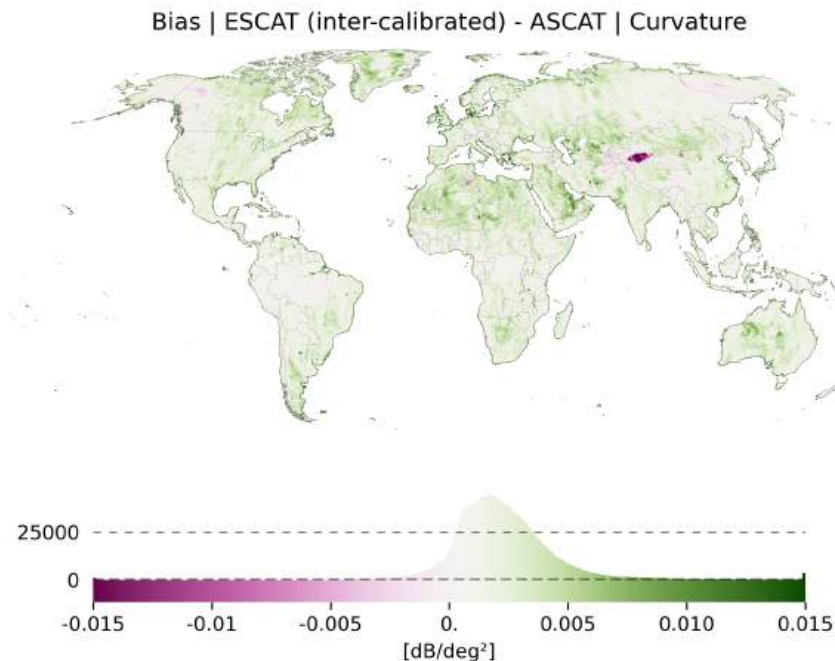 Bias | ESCAT (inter-calibrated) - ASCAT | Curvature
25000
0
-0.015 -0.01 -0.005 0. 0.005 0.010 0.015
[dB/deg²]